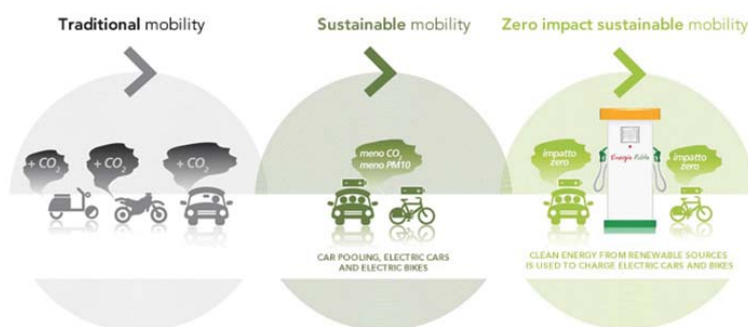 Traditional mobility
Sustainable mobility
Zero impact sustainable mobility
+ CO2
+ CO2
+ CO2
meno CO2
meno PM10
impatto
zero
Energia
impatto
zero
CAR POOLING, ELECTRIC CARS
AND ELECTRIC BIKES
CLEAN ENERGY FROM RENEWABLE SOURCES
IS USED TO CHARGE ELECTRIC CARS AND BIKES